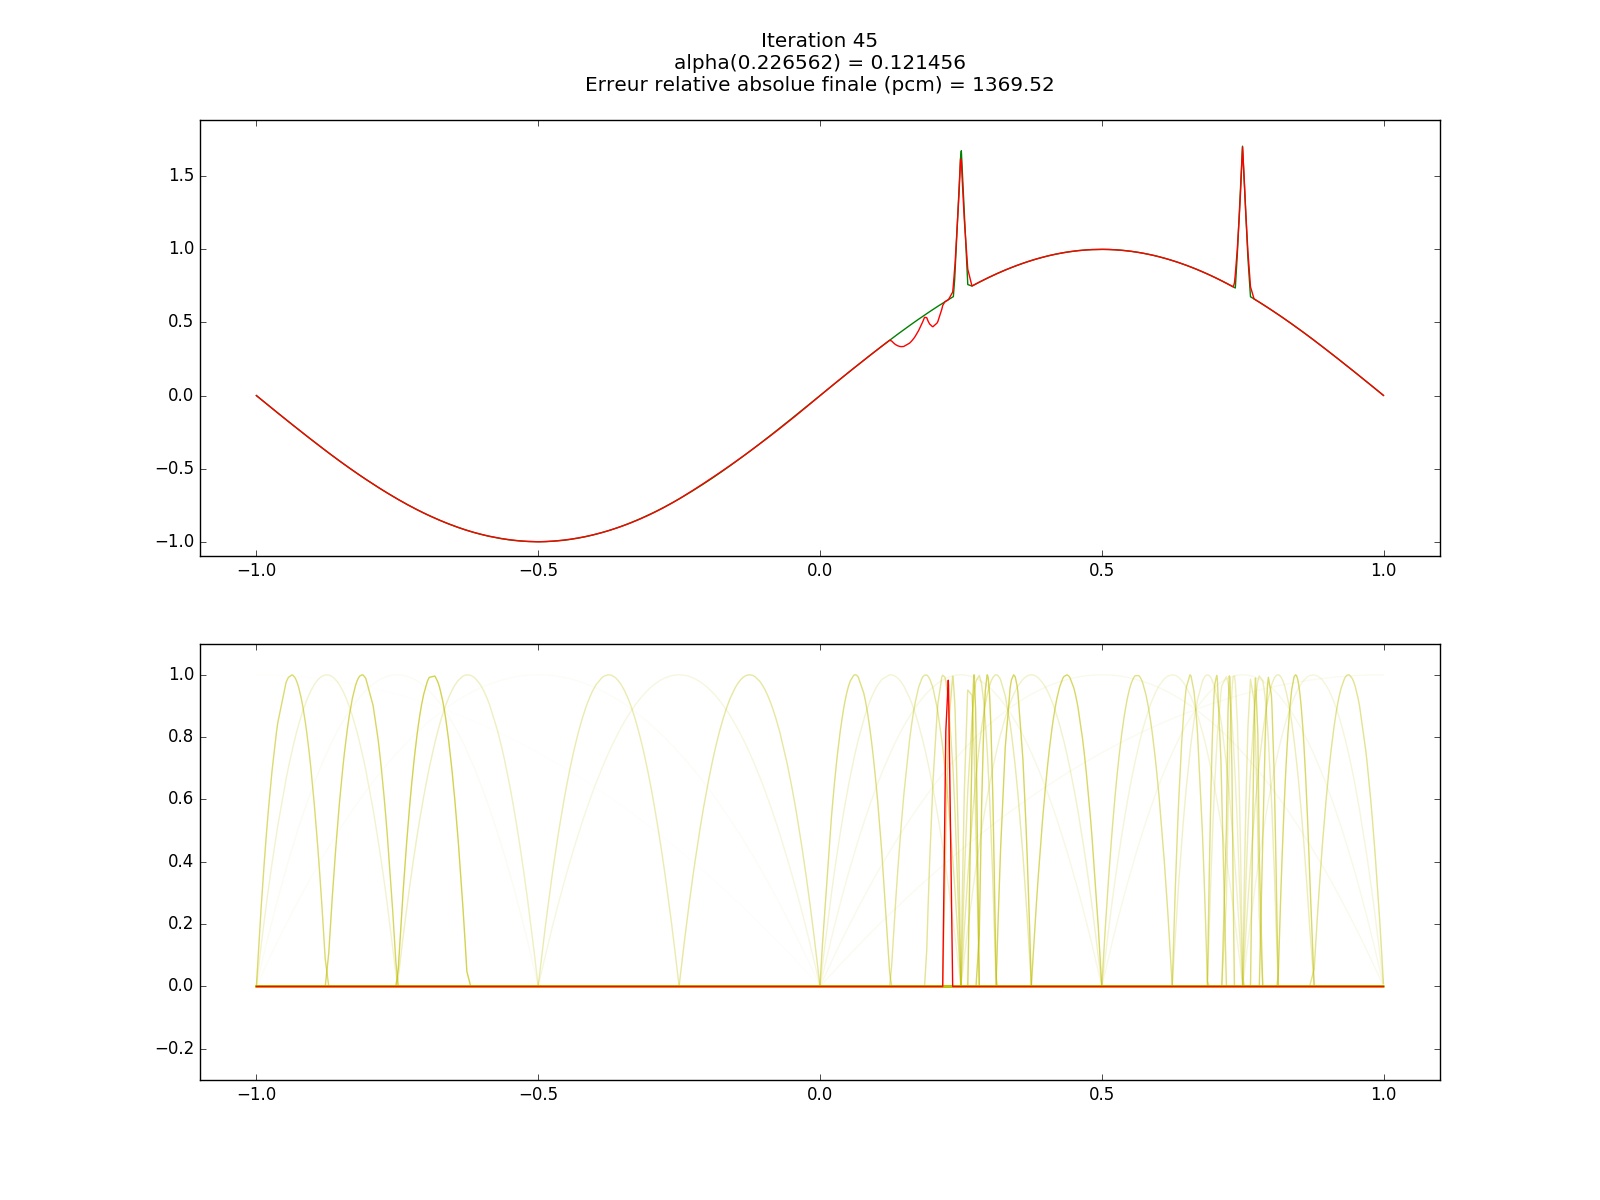 Iteration 45
alpha(0.226562) = 0.121456
Erreur relative absolue finale (pcm) = 1369.52
1.5
1.0
0.5
0.0
−0.5
−1.0
−1.0 −0.5 0.0 0.5 1.0
1.0
0.8
0.6
0.4
0.2
0.0
−0.2
−1.0 −0.5 0.0 0.5 1.0